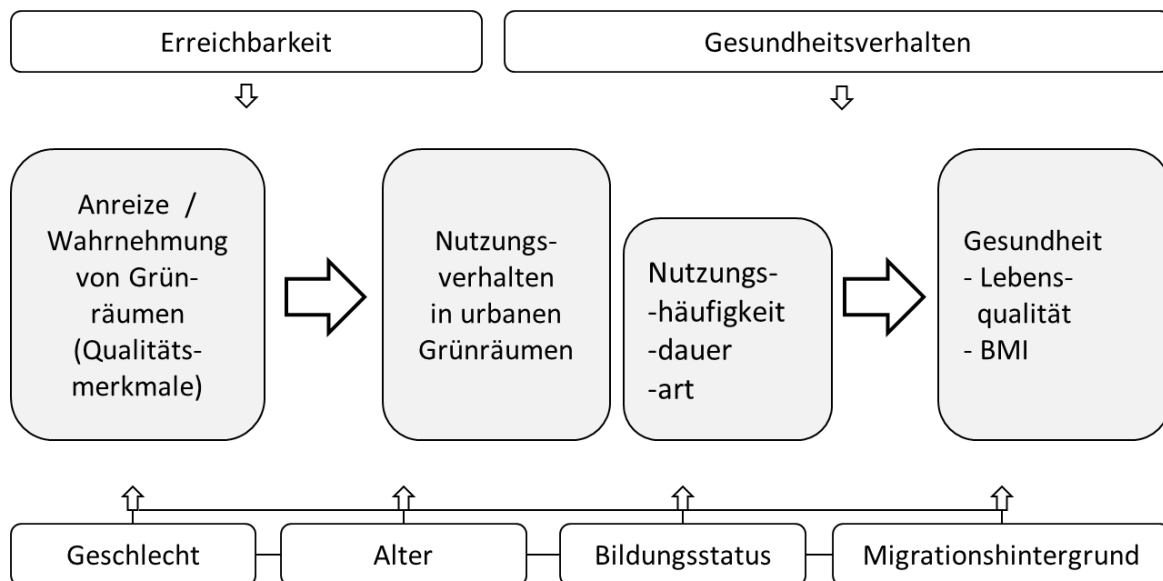 Erreichbarkeit
Gesundheitsverhalten
Anreize /
Wahrnehmung
von Grün-
räumen
(Qualitäts-
merkmale)
Nutzungs-
verhalten
in urbanen
Grünräumen
Nutzungs-
-häufigkeit
-dauer
-art
Gesundheit
- Lebens-
qualität
- BMI
Geschlecht
Alter
Bildungsstatus
Migrationshintergrund